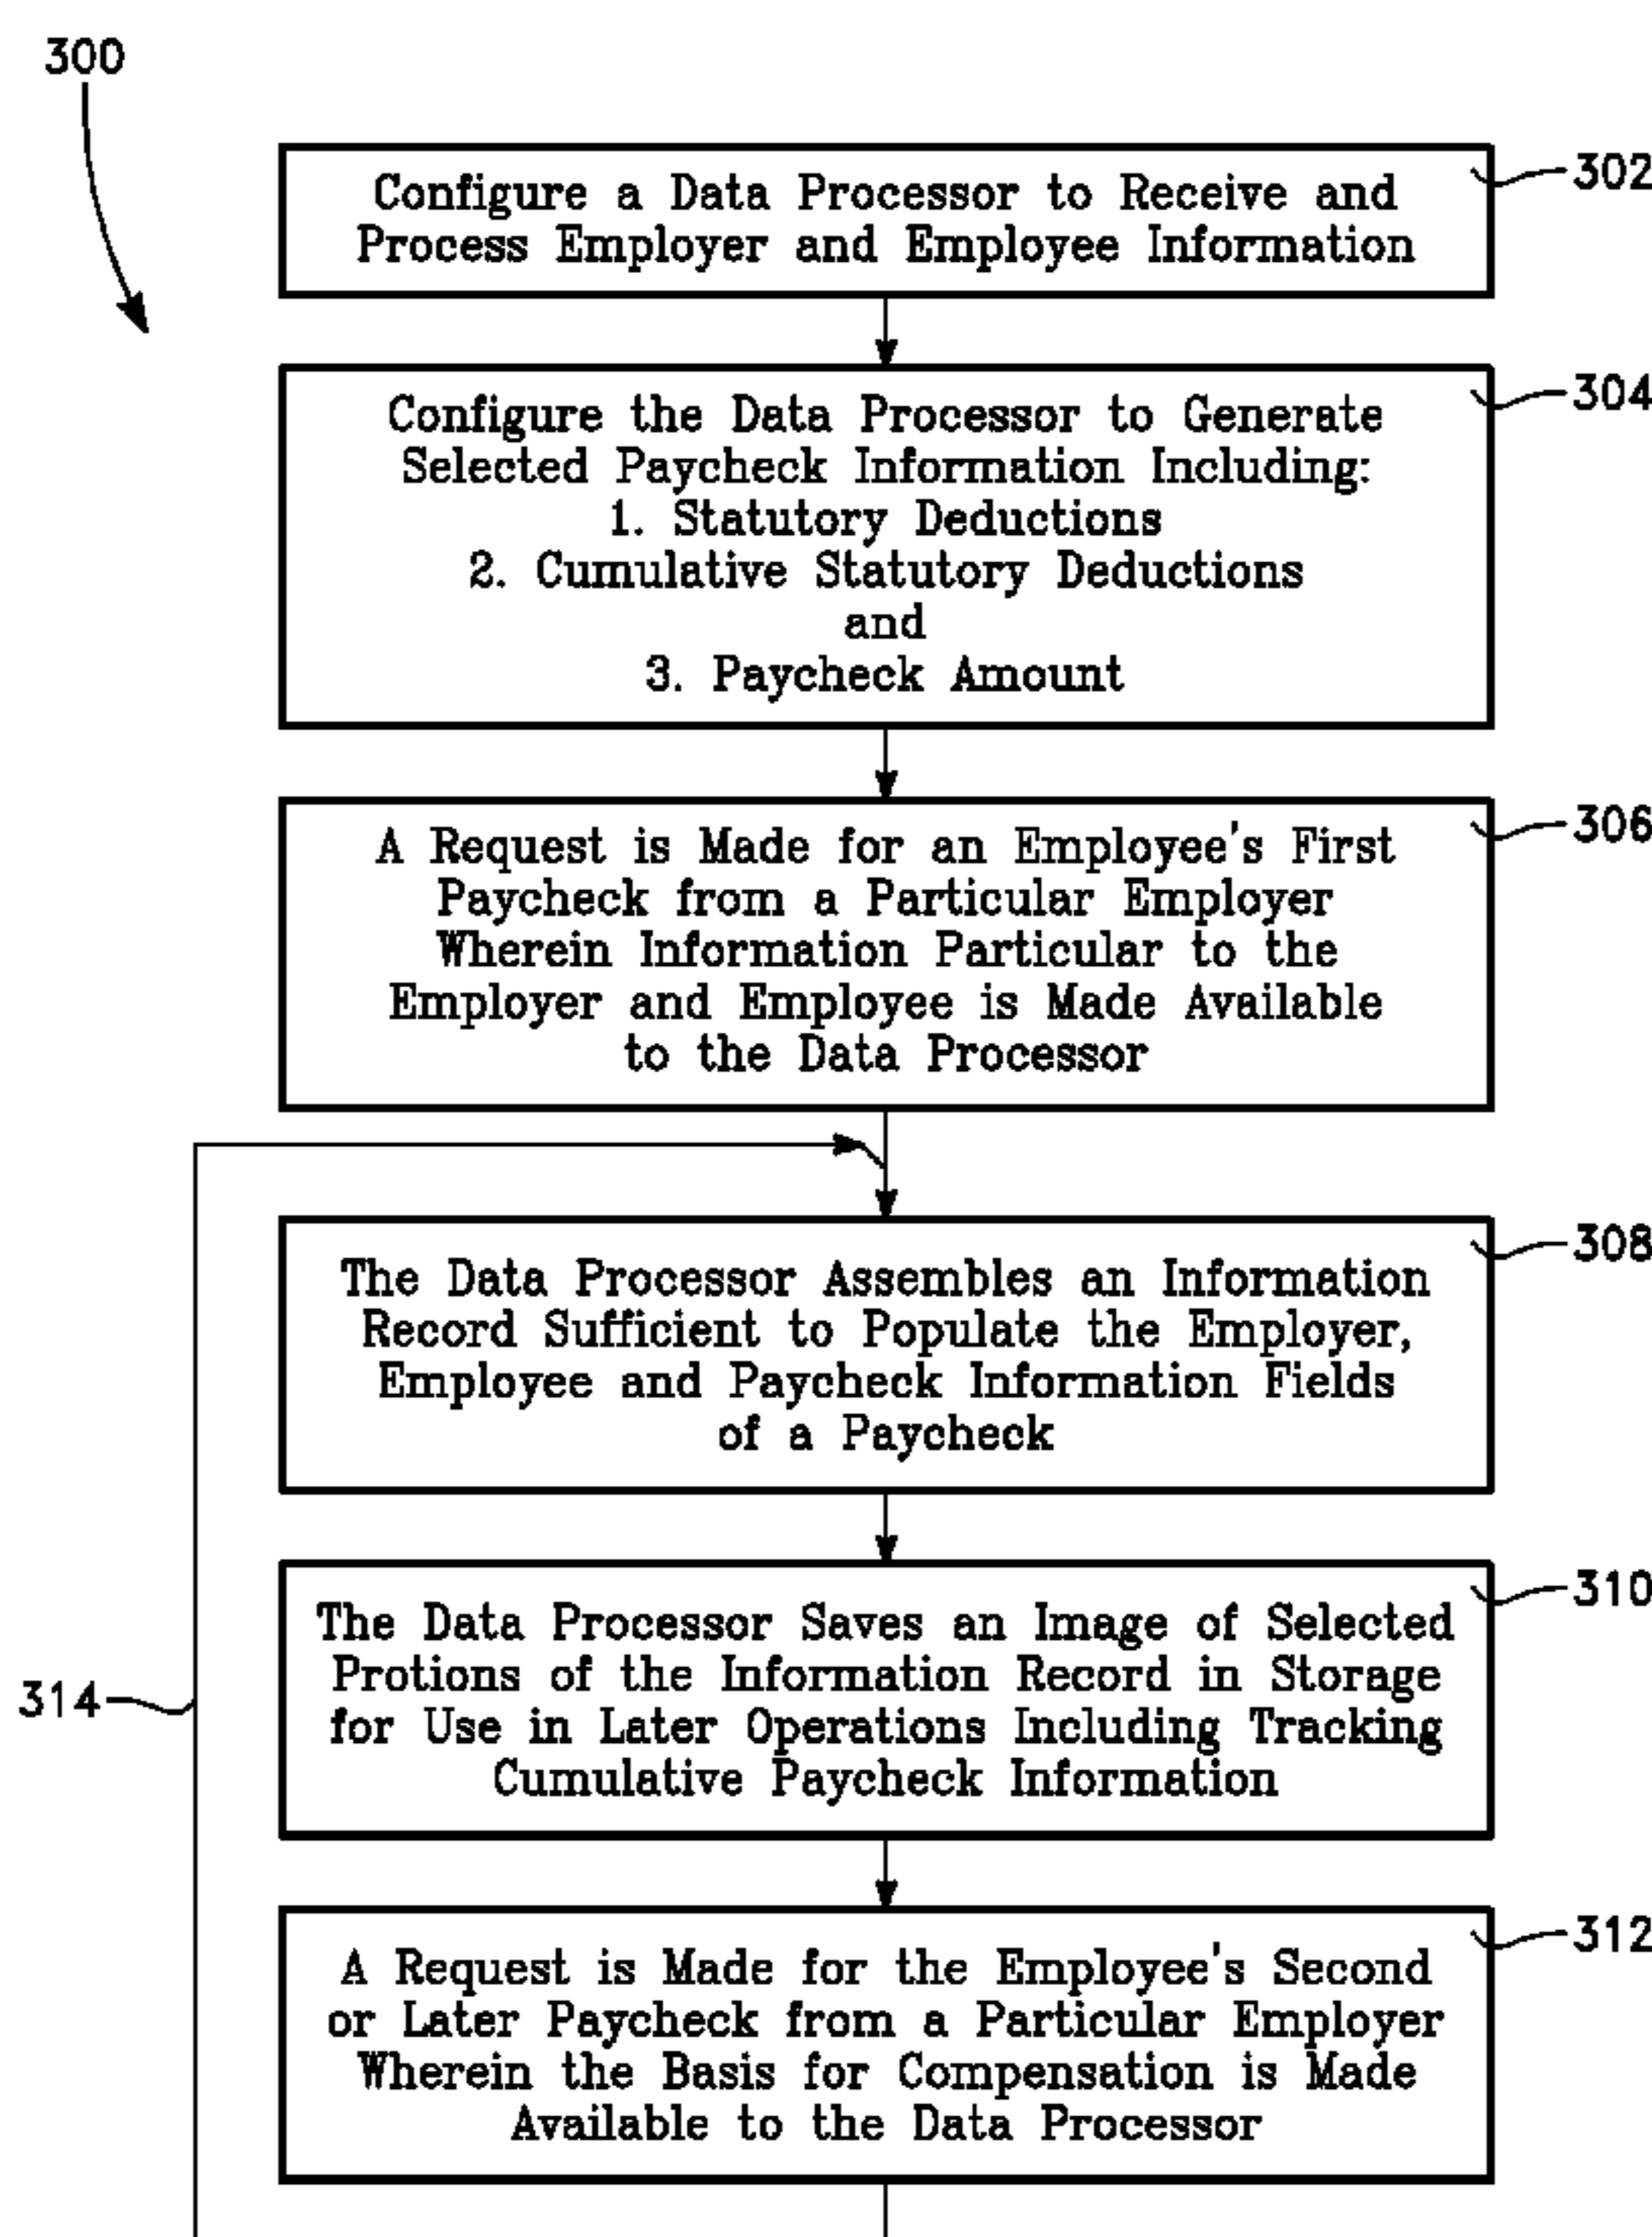 300
302
Configure a Data Processor to Receive and
Process Employer and Employee Information
304
Configure the Data Processor to Generate
Selected Paycheck Information Including:
1. Statutory Deductions
2. Cumulative Statutory Deductions
and
3. Paycheck Amount
306
A Request is Made for an Employee's First
Paycheck from a Particular Employer
Wherein Information Particular to the
Employer and Employee is Made Available
to the Data Processor
308
The Data Processor Assembles an Information
Record Sufficient to Populate the Employer,
Employee and Paycheck Information Fields
of a Paycheck
310
The Data Processor Saves an Image of Selected
Protions of the Information Record in Storage
for Use in Later Operations Including Tracking
Cumulative Paycheck Information
314
312
A Request is Made for the Employee's Second
or Later Paycheck from a Particular Employer
Wherein the Basis for Compensation is Made
Available to the Data Processor